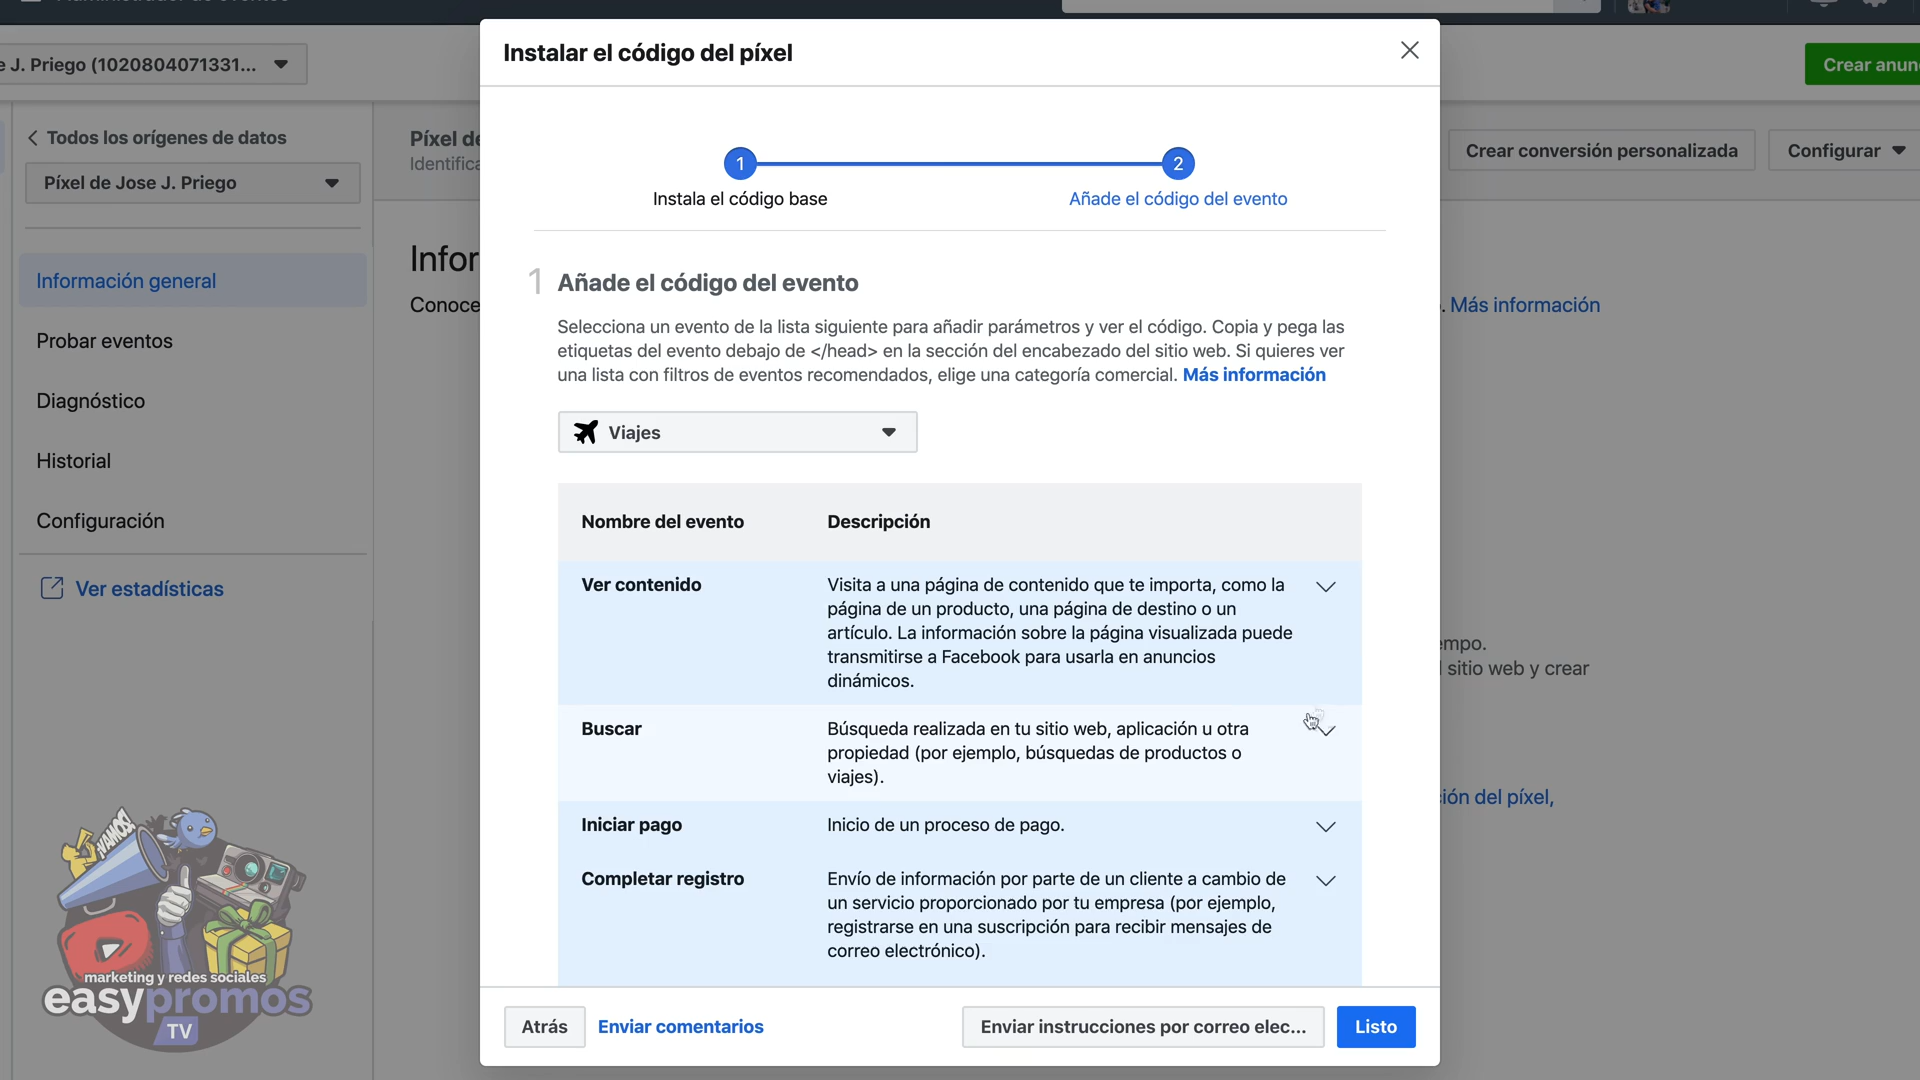 Instalar el código del píxel
e J. Priego (1020804071331...
Crear anun
Todos los orígenes de datos
Píxel de Jose J. Priego
Píxel de
Identifica
Crear conversión personalizada
Configurar
1
2
Instala el código base
Añade el código del evento
Información general
Probar eventos
Diagnóstico
Historial
Configuración
Ver estadísticas
Infor
Conoce
. Más información
1 Añade el código del evento
Selecciona un evento de la lista siguiente para añadir parámetros y ver el código. Copia y pega las
etiquetas del evento debajo de </head> en la sección del encabezado del sitio web. Si quieres ver
una lista con filtros de eventos recomendados, elige una categoría comercial. Más información
Viajes
Nombre del evento
Descripción
Ver contenido
Visita a una página de contenido que te importa, como la
página de un producto, una página de destino o un
artículo. La información sobre la página visualizada puede
transmitirse a Facebook para usarla en anuncios
dinámicos.
Buscar
Búsqueda realizada en tu sitio web, aplicación u otra
propiedad (por ejemplo, búsquedas de productos o
viajes).
Iniciar pago
Inicio de un proceso de pago.
Completar registro
Envío de información por parte de un cliente a cambio de
un servicio proporcionado por tu empresa (por ejemplo,
registrarse en una suscripción para recibir mensajes de
correo electrónico).
empo.
l sitio web y crear
ión del píxel,
¡VAMOS!
marketing y redes sociales
easypromos
TV
Atrás
Enviar comentarios
Enviar instrucciones por correo elec...
Listo